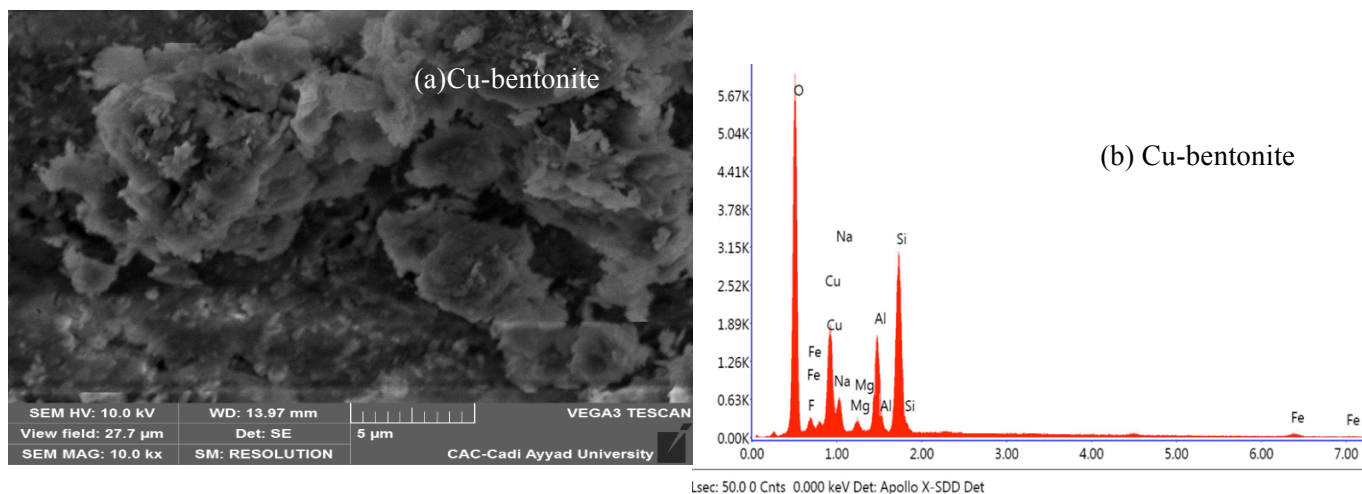 (a)Cu-bentonite
SEM HV: 10.0 kV
WD: 13.97 mm
VEGA3 TESCAN
View field: 27.7 µm
Det: SE
5 µm
SEM MAG: 10.0 kx
SM: RESOLUTION
CAC-Cadi Ayyad University
(b) Cu-bentonite
5.67K
5.04K
4.41K
3.78K
3.15K
2.52K
1.89K
1.26K
0.63K
0.00K
O
Na
Si
Cu
Al
Cu
Fe
Fe
Na
Mg
F
Mg
Al
Si
Fe
Fe
0.00
1.00
2.00
3.00
4.00
5.00
6.00
7.00
Lsec: 50.0 0 Cnts 0.000 keV Det: Apollo X-SDD Det